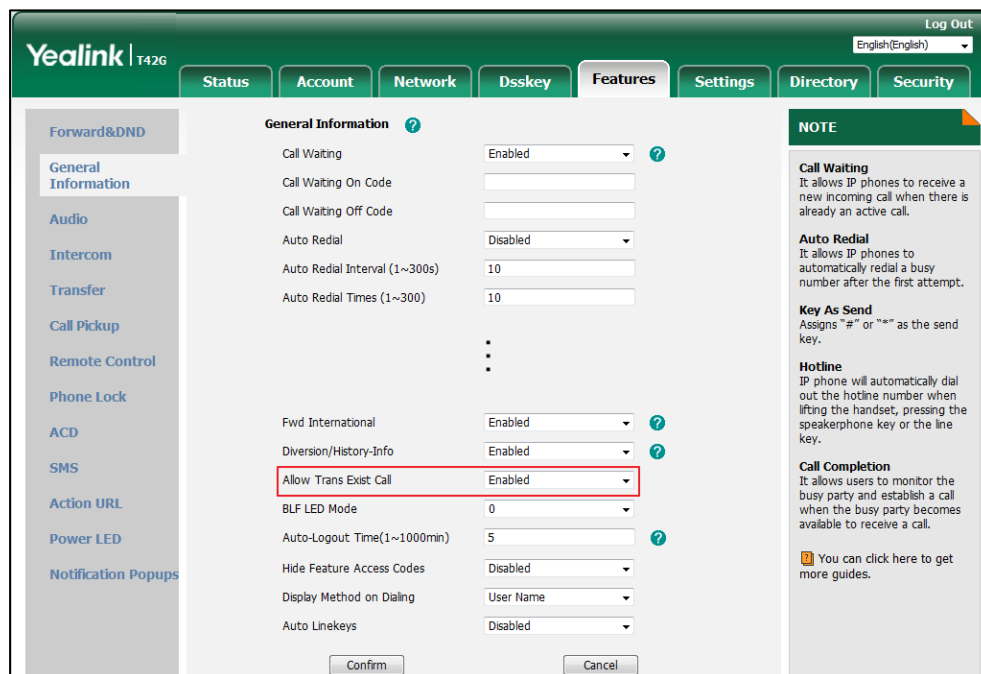 Log Out
Yealink T42G
English(English)
Status Account Network Dsskey Features Settings Directory Security
Forward&DND
General
Information
Audio
Intercom
Transfer
Call Pickup
Remote Control
Phone Lock
ACD
SMS
Action URL
Power LED
Notification Popups
General Information ?
Call Waiting Enabled ?
Call Waiting On Code
Call Waiting Off Code
Auto Redial Disabled
Auto Redial Interval (1~300s) 10
Auto Redial Times (1~300) 10
Fwd International Enabled ?
Diversion/History-Info Enabled ?
Allow Trans Exist Call Enabled
BLF LED Mode 0
Auto-Logout Time(1~1000min) 5 ?
Hide Feature Access Codes Disabled
Display Method on Dialing User Name
Auto Linekeys Disabled
Confirm Cancel
NOTE
Call Waiting
It allows IP phones to receive a
new incoming call when there is
already an active call.
Auto Redial
It allows IP phones to
automatically redial a busy
number after the first attempt.
Key As Send
Assigns "#" or "*" as the send
key.
Hotline
IP phone will automatically dial
out the hotline number when
lifting the handset, pressing the
speakerphone key or the line
key.
Call Completion
It allows users to monitor the
busy party and establish a call
when the busy party becomes
available to receive a call.
? You can click here to get
more guides.